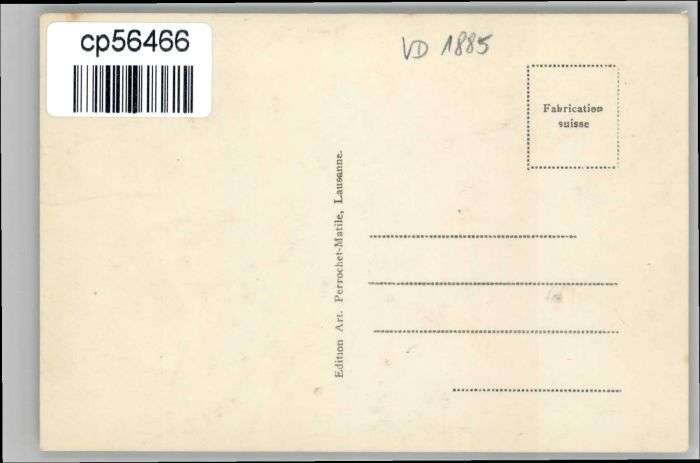 cp56466
VD 1885
Fabrication
suisse
Edition Art. Perrochet-Matile, Lausanne.